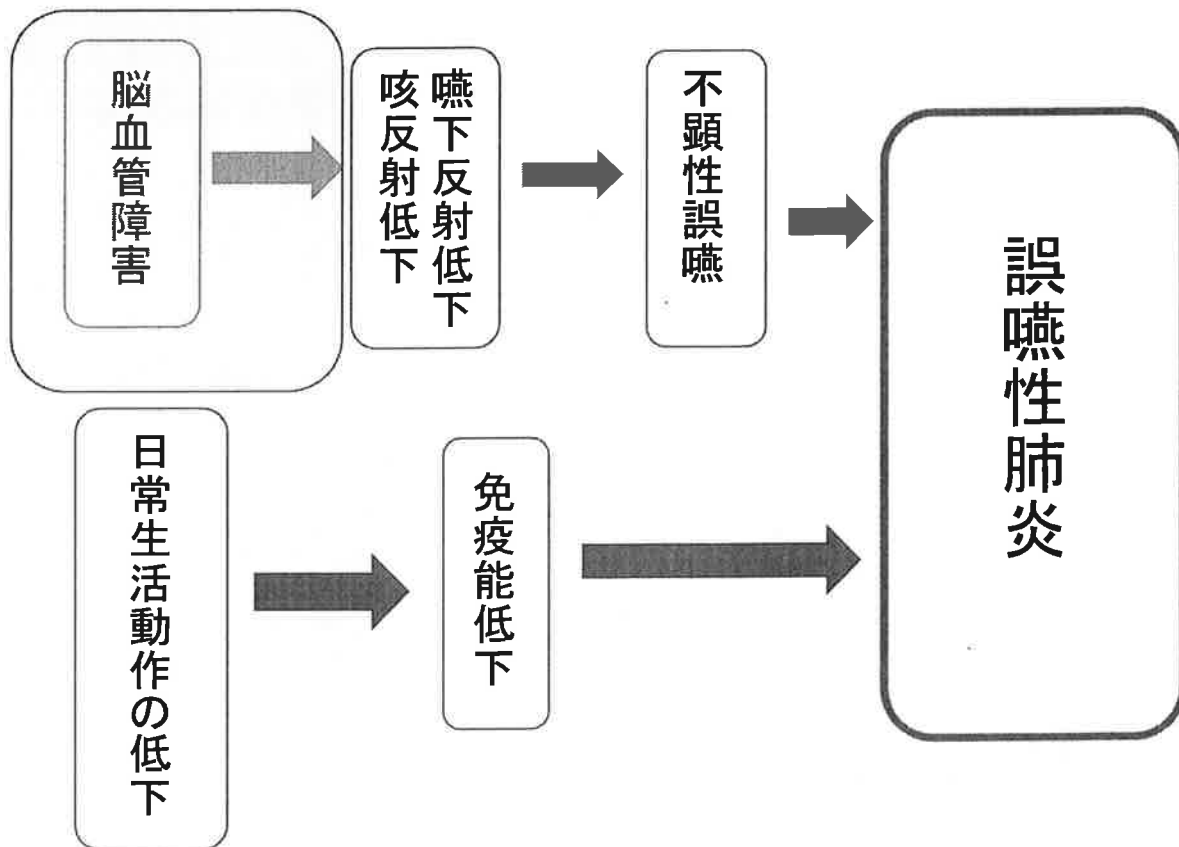 脳血管障害
嚥下反射低下
咳反射低下
不顕性誤嚥
誤嚥性肺炎
日常生活動作の低下
免疫能低下